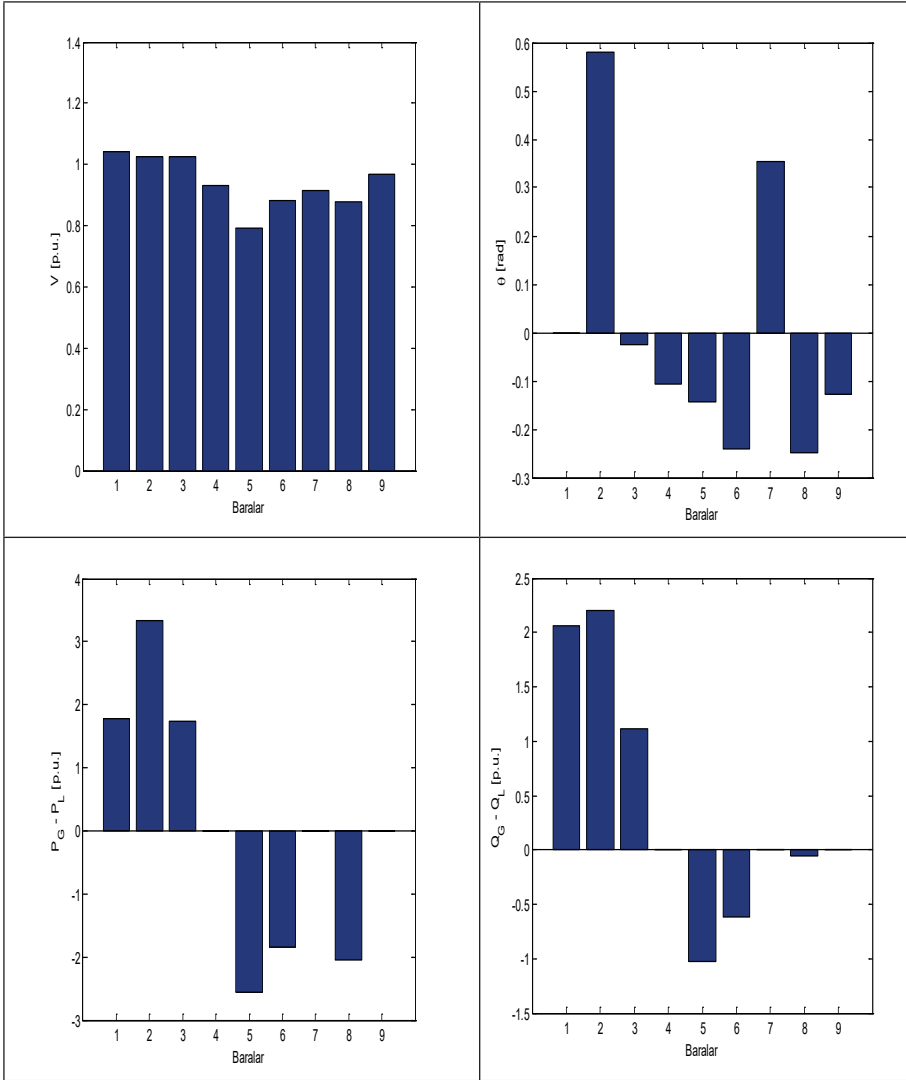 1.4
1.2
1
0.8
0.6
0.4
0.2
0
V [p.u.]
1 2 3 4 5 6 7 8 9
Baralar
0.6
0.5
0.4
0.3
0.2
0.1
0
-0.1
-0.2
-0.3
θ [rad]
1 2 3 4 5 6 7 8 9
Baralar
4
3
2
1
0
-1
-2
-3
P_G - P_L [p.u.]
1 2 3 4 5 6 7 8 9
Baralar
2.5
2
1.5
1
0.5
0
-0.5
-1
-1.5
Q_G - Q_L [p.u.]
1 2 3 4 5 6 7 8 9
Baralar